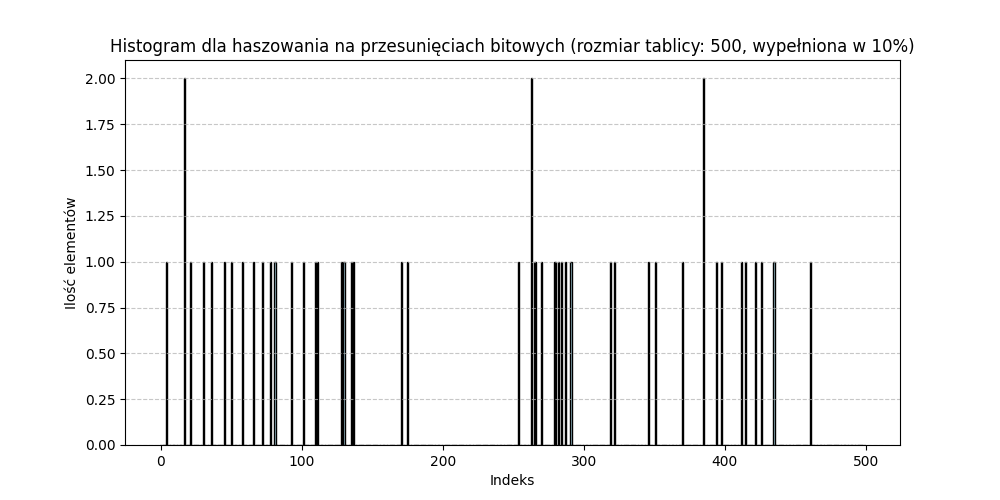 Histogram dla haszowania na przesunięciach bitowych (rozmiar tablicy: 500, wypełniona w 10%)
2.00
1.75
1.50
1.25
1.00
0.75
0.50
0.25
0.00
Ilość elementów
0 100 200 300 400 500
Indeks